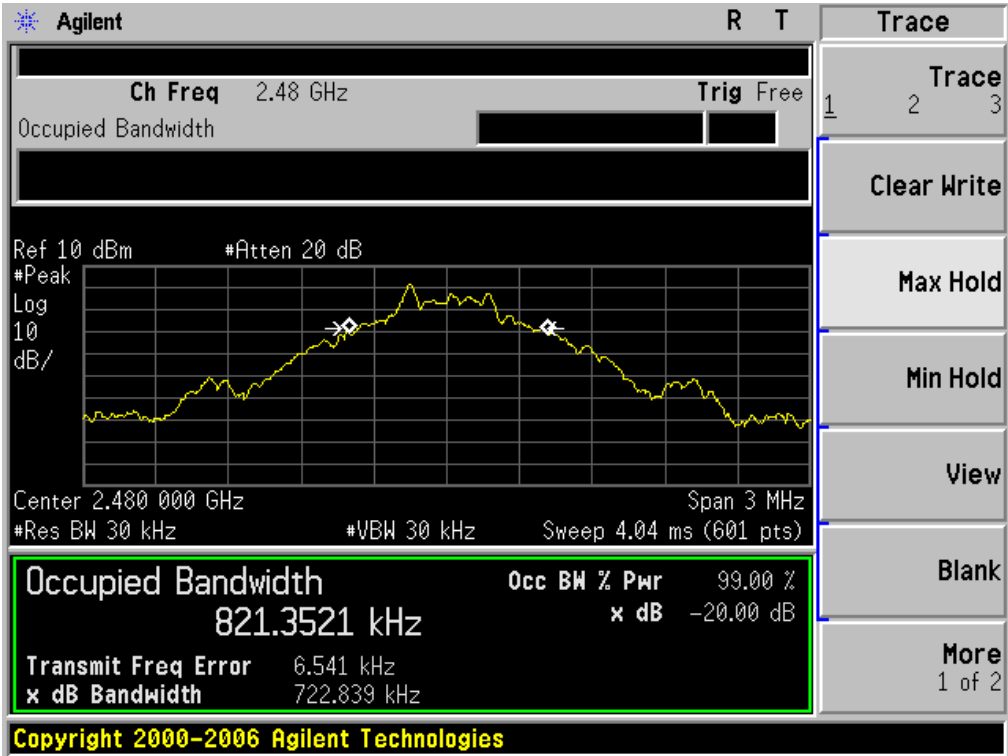 Agilent R T Trace
Ch Freq 2.48 GHz Trig Free
Occupied Bandwidth
Trace
1 2 3
Clear Write
Max Hold
Min Hold
View
Blank
More
1 of 2
Ref 10 dBm #Atten 20 dB
#Peak
Log
10
dB/
Center 2.480 000 GHz Span 3 MHz
#Res BW 30 kHz #VBW 30 kHz Sweep 4.04 ms (601 pts)
Occupied Bandwidth Occ BW % Pwr 99.00 %
821.3521 kHz x dB -20.00 dB
Transmit Freq Error 6.541 kHz
x dB Bandwidth 722.839 kHz
Copyright 2000-2006 Agilent Technologies